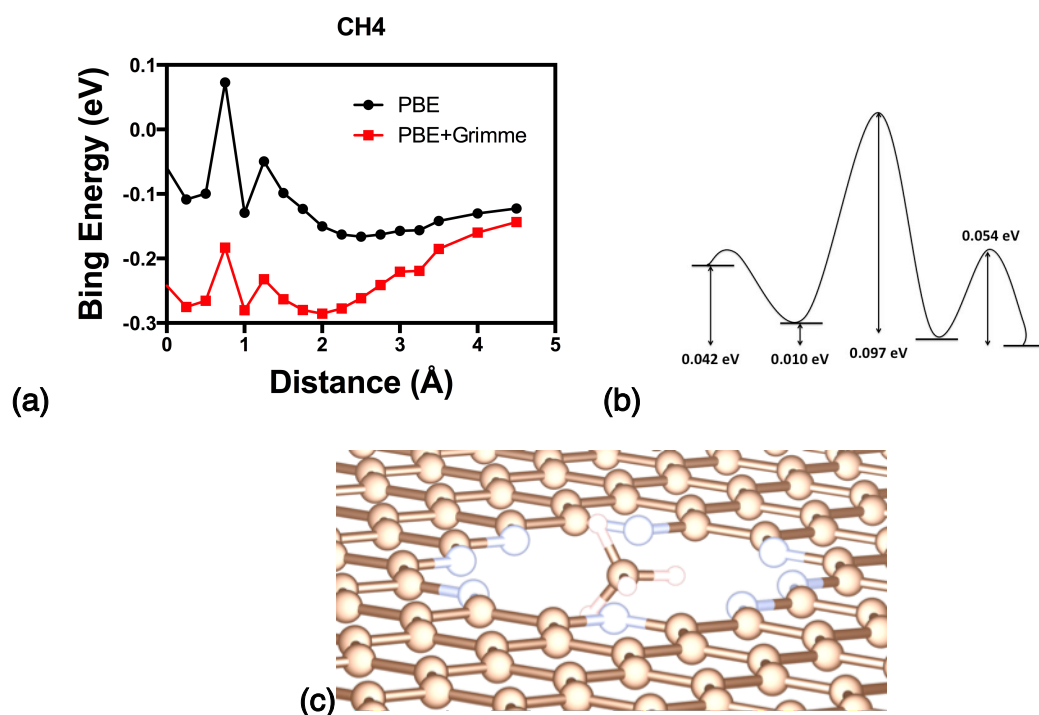 CH4
0.1
0.0
-0.1
-0.2
-0.3
Bing Energy (eV)
PBE
PBE+Grimme
0 1 2 3 4 5
Distance (Å)
(a)
0.054 eV
0.042 eV 0.010 eV 0.097 eV
(b)
(c)